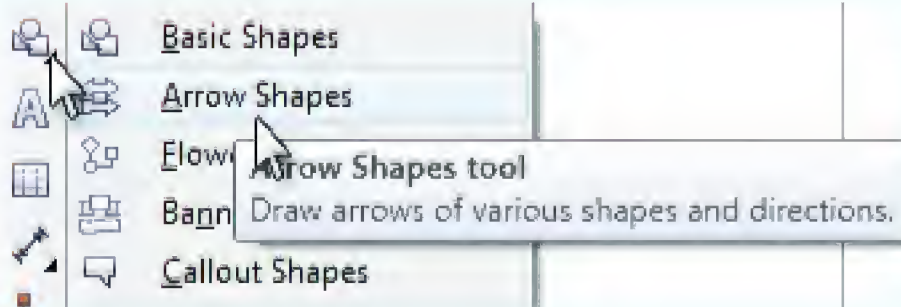 Basic Shapes
Arrow Shapes
Flow
Arrow Shapes tool
Bann
Draw arrows of various shapes and directions.
Callout Shapes